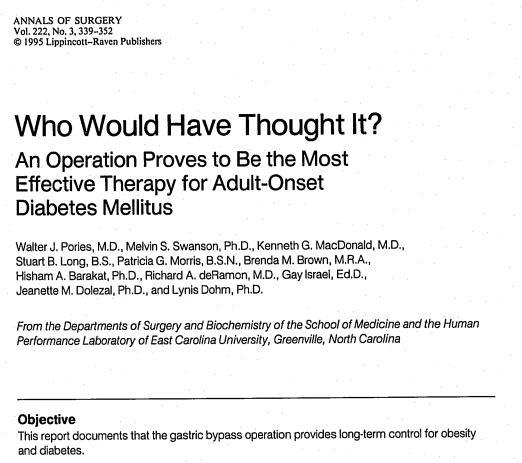 ANNALS OF SURGERY
Vol. 222, No. 3, 339–352
© 1995 Lippincott–Raven Publishers
Who Would Have Thought It?
An Operation Proves to Be the Most
Effective Therapy for Adult-Onset
Diabetes Mellitus
Walter J. Pories, M.D., Melvin S. Swanson, Ph.D., Kenneth G. MacDonald, M.D.,
Stuart B. Long, B.S., Patricia G. Morris, B.S.N., Brenda M. Brown, M.R.A.,
Hisham A. Barakat, Ph.D., Richard A. deRamon, M.D., Gay Israel, Ed.D.,
Jeanette M. Dolezal, Ph.D., and Lynis Dohm, Ph.D.
From the Departments of Surgery and Biochemistry of the School of Medicine and the Human
Performance Laboratory of East Carolina University, Greenville, North Carolina
Objective
This report documents that the gastric bypass operation provides long-term control for obesity
and diabetes.